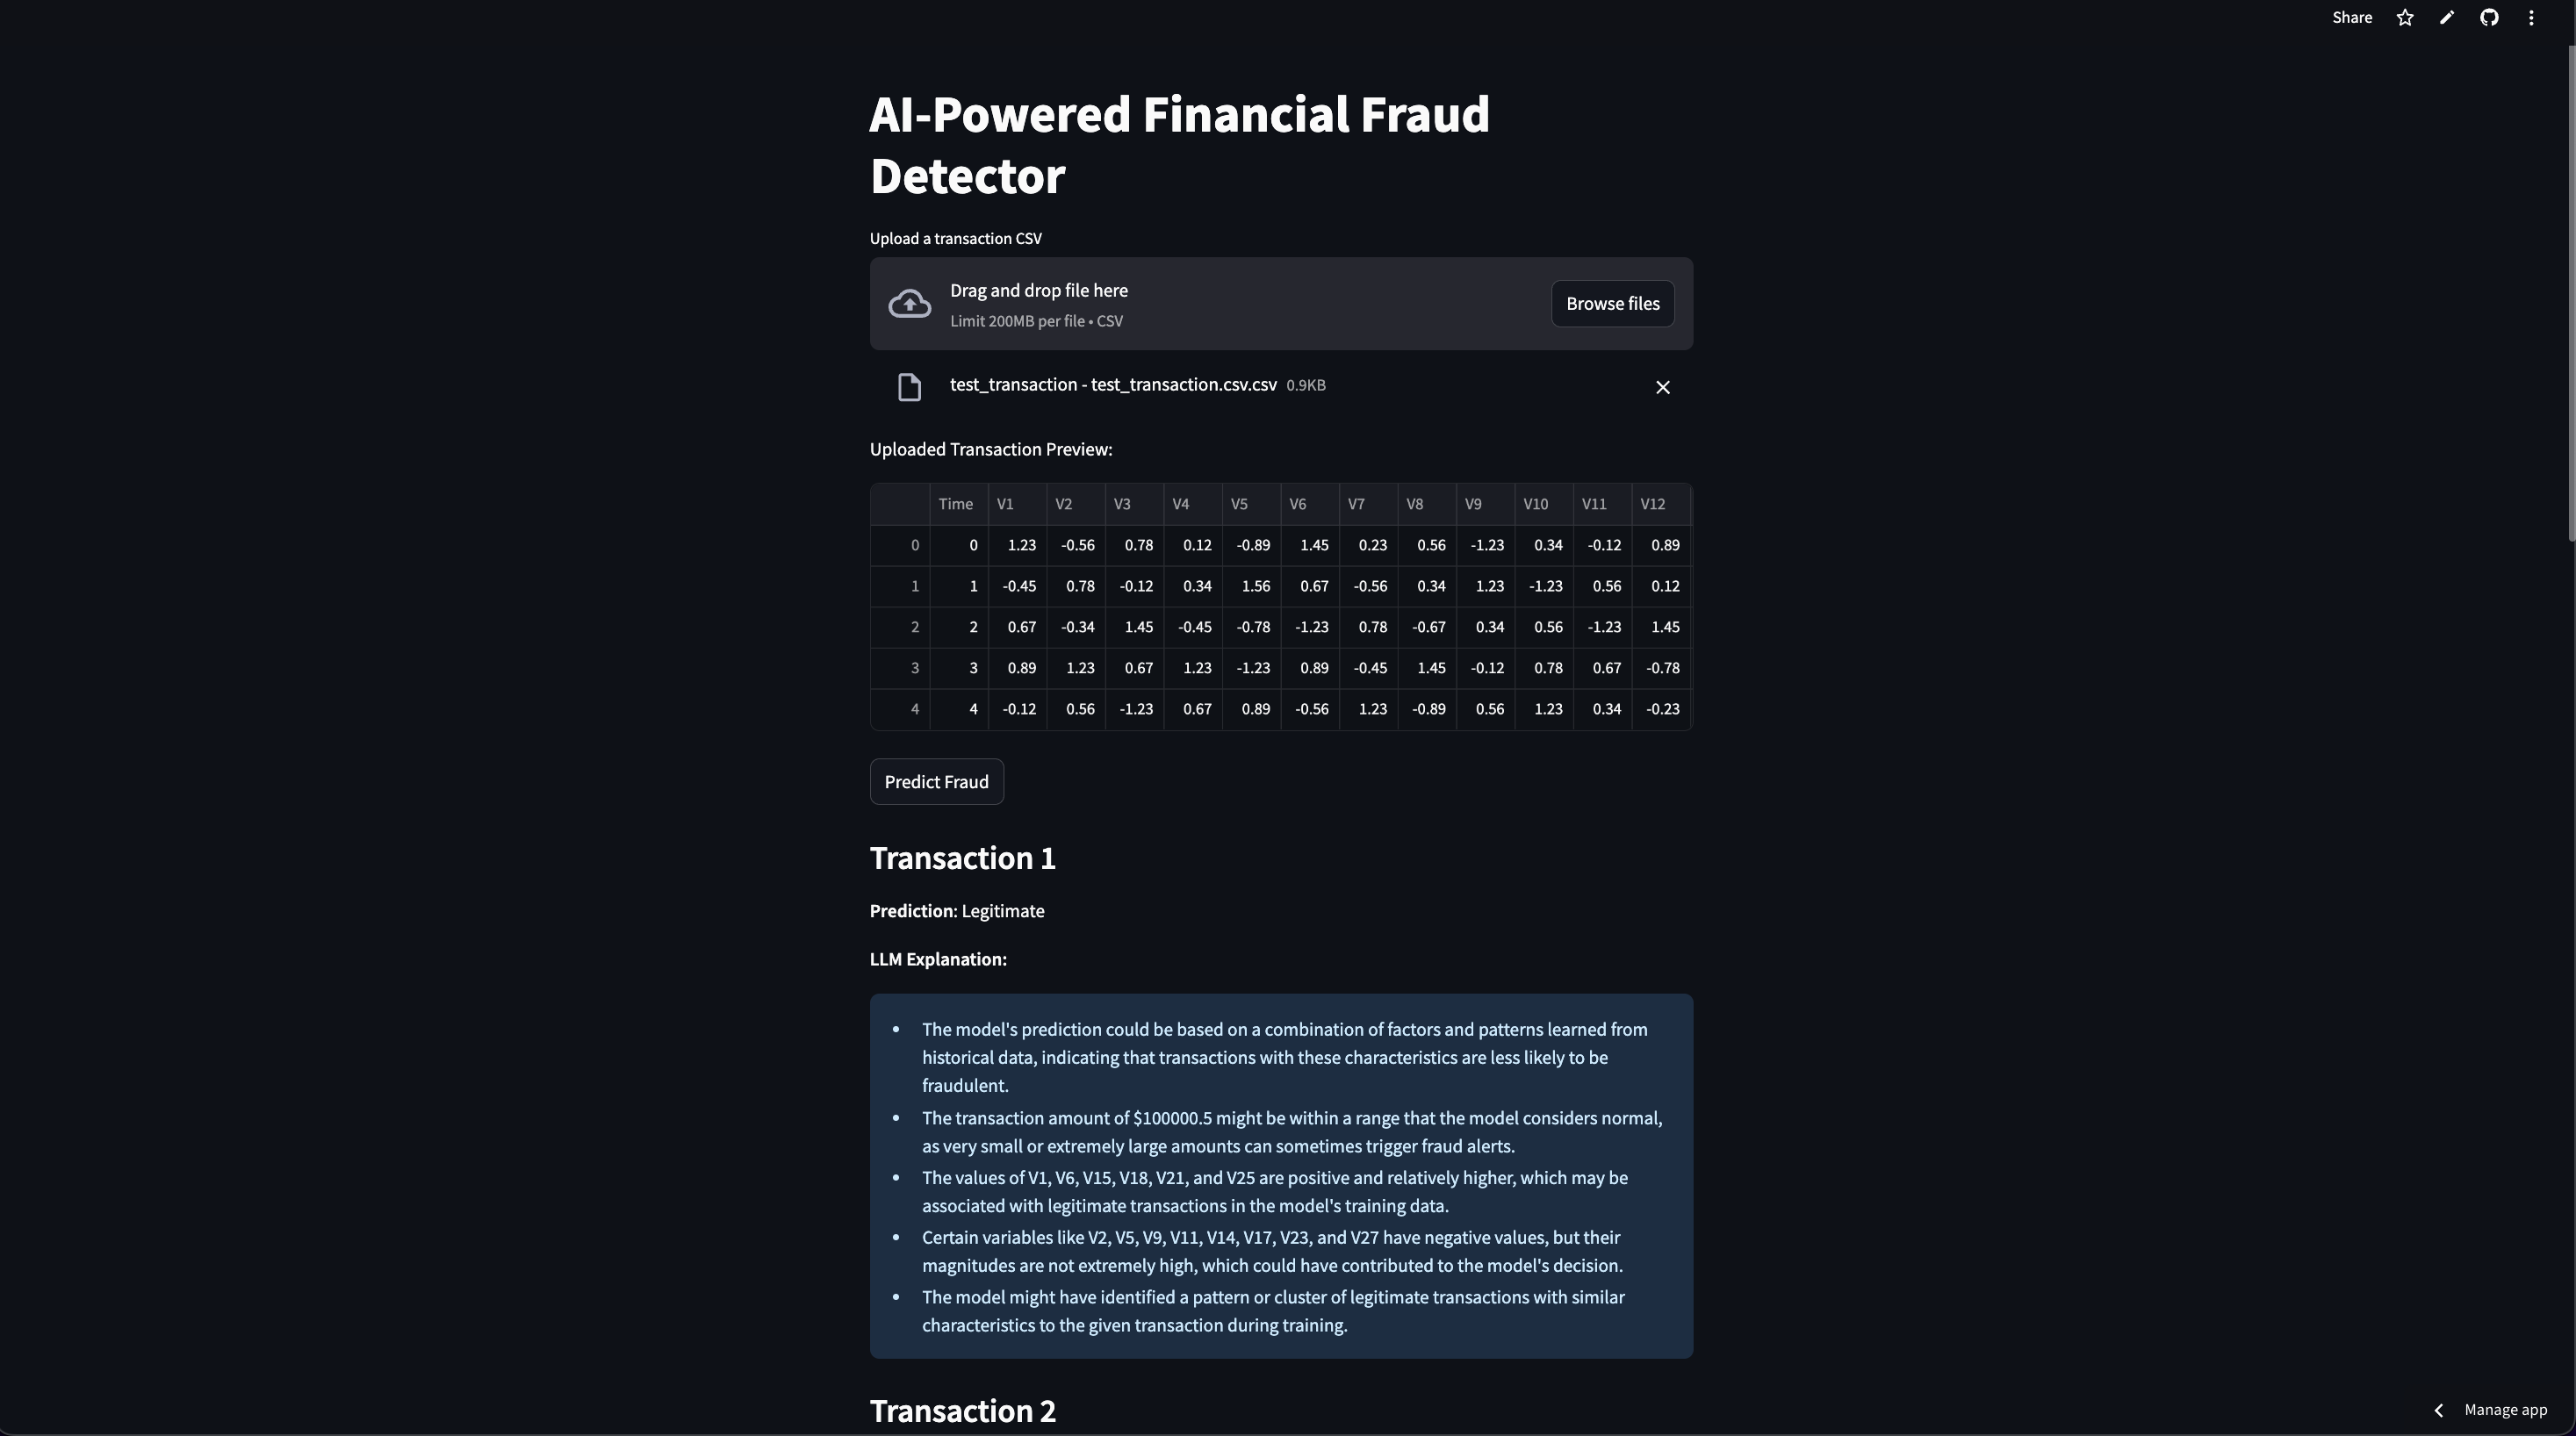 Share
AI-Powered Financial Fraud
Detector
Upload a transaction CSV
Drag and drop file here
Limit 200MB per file • CSV
Browse files
test_transaction - test_transaction.csv.csv 0.9KB
Uploaded Transaction Preview:
Time V1 V2 V3 V4 V5 V6 V7 V8 V9 V10 V11 V12
0 0 1.23 -0.56 0.78 0.12 -0.89 1.45 0.23 0.56 -1.23 0.34 -0.12 0.89
1 1 -0.45 0.78 -0.12 0.34 1.56 0.67 -0.56 0.34 1.23 -1.23 0.56 0.12
2 2 0.67 -0.34 1.45 -0.45 -0.78 -1.23 0.78 -0.67 0.34 0.56 -1.23 1.45
3 3 0.89 1.23 0.67 1.23 -1.23 0.89 -0.45 1.45 -0.12 0.78 0.67 -0.78
4 4 -0.12 0.56 -1.23 0.67 0.89 -0.56 1.23 -0.89 0.56 1.23 0.34 -0.23
Predict Fraud
Transaction 1
Prediction: Legitimate
LLM Explanation:
• The model's prediction could be based on a combination of factors and patterns learned from
historical data, indicating that transactions with these characteristics are less likely to be
fraudulent.
• The transaction amount of $100000.5 might be within a range that the model considers normal,
as very small or extremely large amounts can sometimes trigger fraud alerts.
• The values of V1, V6, V15, V18, V21, and V25 are positive and relatively higher, which may be
associated with legitimate transactions in the model's training data.
• Certain variables like V2, V5, V9, V11, V14, V17, V23, and V27 have negative values, but their
magnitudes are not extremely high, which could have contributed to the model's decision.
• The model might have identified a pattern or cluster of legitimate transactions with similar
characteristics to the given transaction during training.
Transaction 2
Manage app